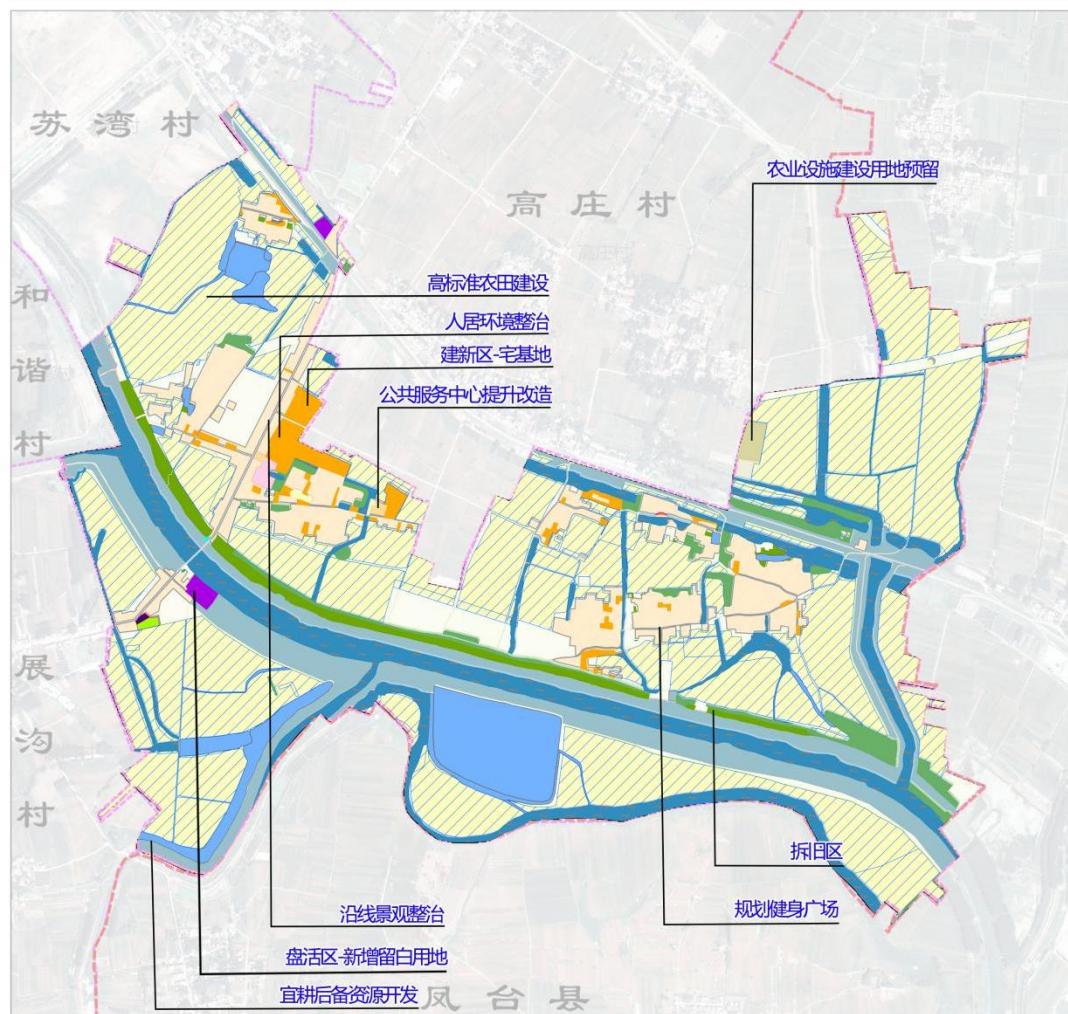 苏湾村
农业设施建设用地预留
高庄村
高庄村
高标准农田建设
和谐村
人居环境整治
建新区-宅基地
公共服务中心提升改造
展沟村
拆旧区
沿线景观整治
规划健身广场
盘活区-新增留白用地
宜耕后备资源开发
凤台县